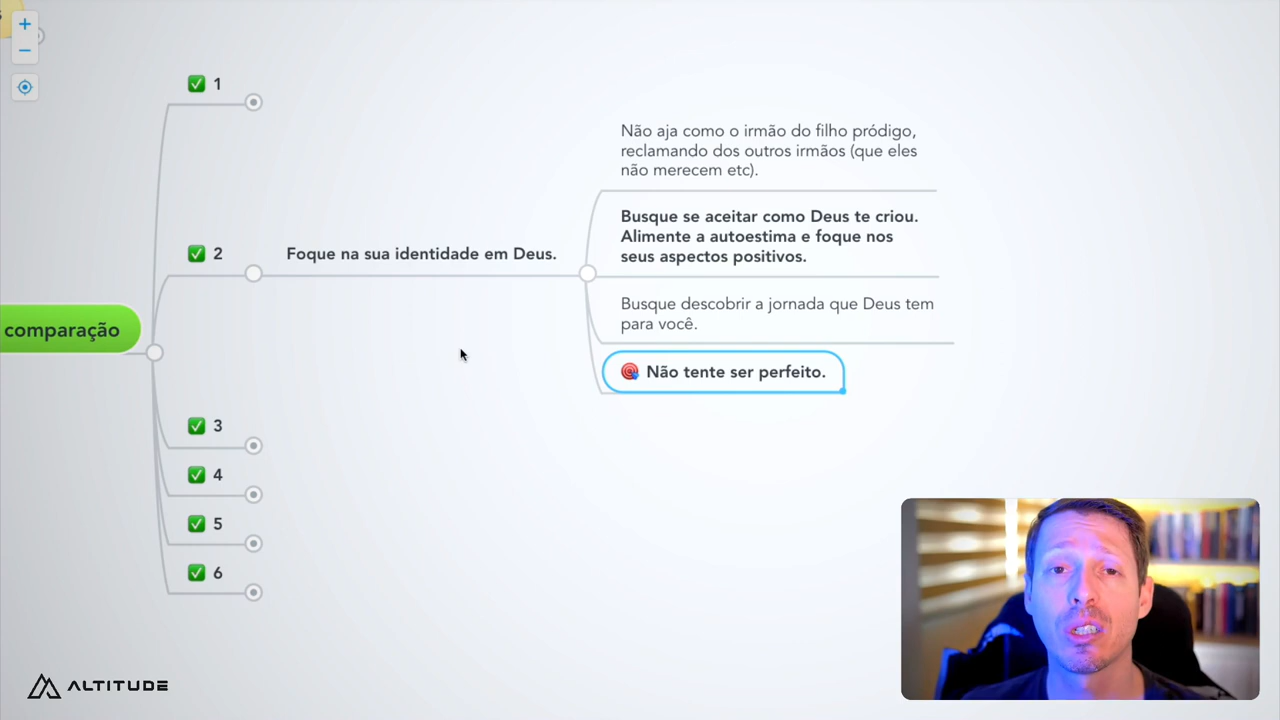 1
Não aja como o irmão do filho pródigo,
reclamando dos outros irmãos (que eles
não merecem etc).
Busque se aceitar como Deus te criou.
Alimente a autoestima e foque nos
seus aspectos positivos.
2
Foque na sua identidade em Deus.
Busque descobrir a jornada que Deus tem
para você.
comparação
Não tente ser perfeito.
3
4
5
6
ALTITUDE